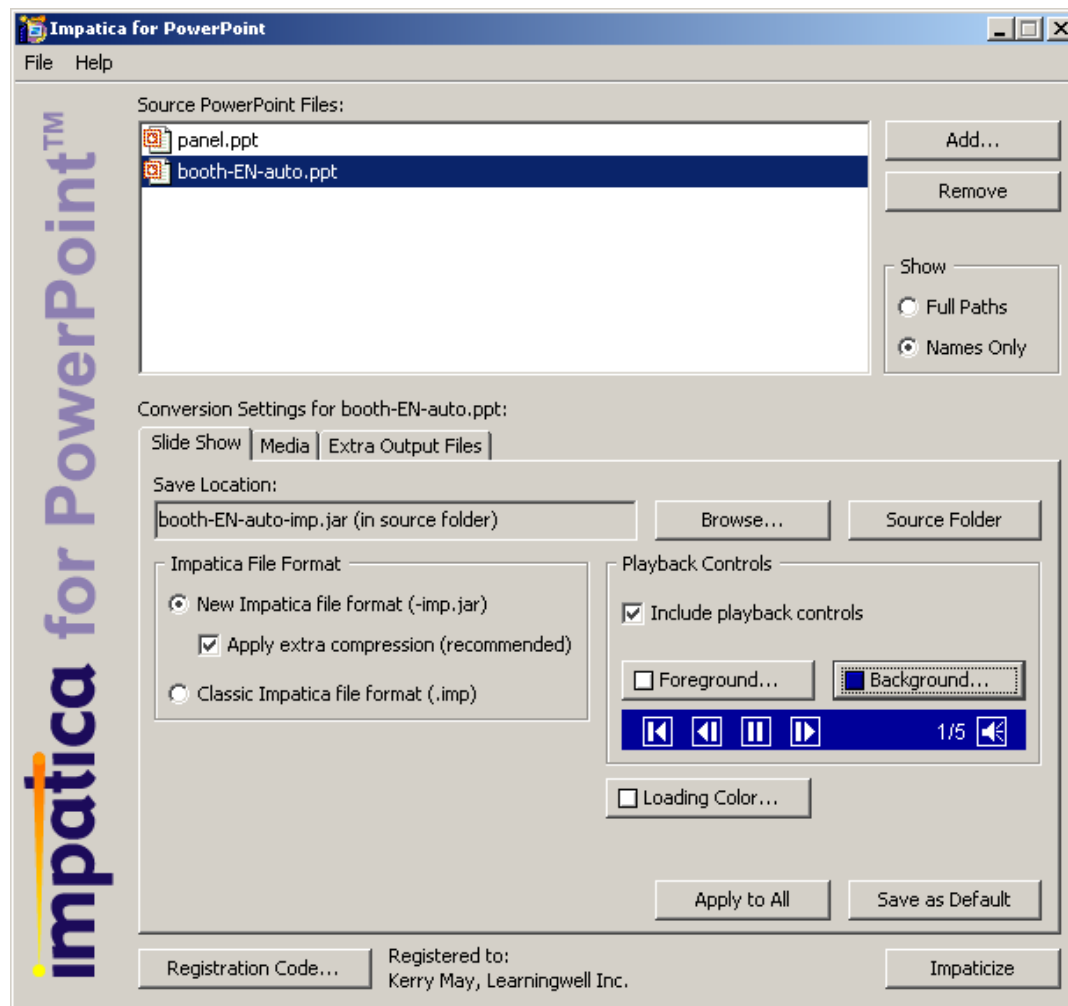 Impatica for PowerPoint
File Help
impatica for PowerPoint™
Source PowerPoint Files:
panel.ppt
booth-EN-auto.ppt
Add...
Remove
Show
Full Paths
Names Only
Conversion Settings for booth-EN-auto.ppt:
Slide Show Media Extra Output Files
Save Location:
booth-EN-auto-imp.jar (in source folder) Browse... Source Folder
Impatica File Format
New Impatica file format (-imp.jar)
Apply extra compression (recommended)
Classic Impatica file format (.imp)
Playback Controls
Include playback controls
Foreground... Background...
1/5
Loading Color...
Apply to All Save as Default
Registration Code...
Registered to:
Kerry May, Learningwell Inc.
Impaticize